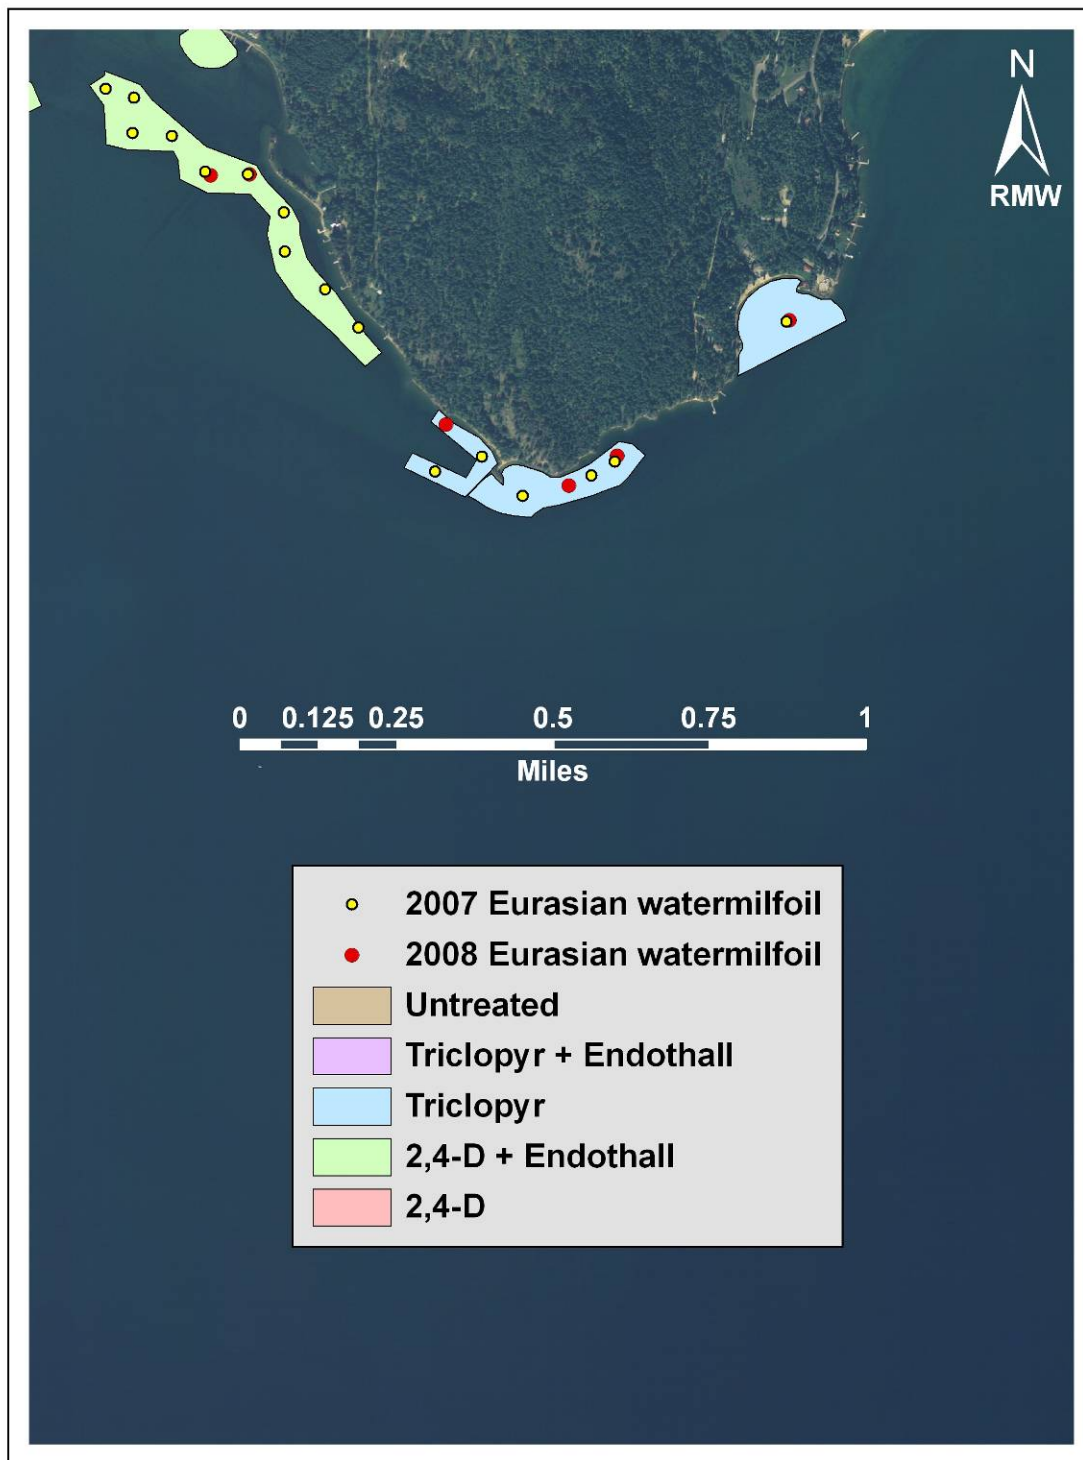 N
RMW
0 0.125 0.25 0.5 0.75 1
Miles
2007 Eurasian watermilfoil
2008 Eurasian watermilfoil
Untreated
Triclopyr + Endothall
Triclopyr
2,4-D + Endothall
2,4-D